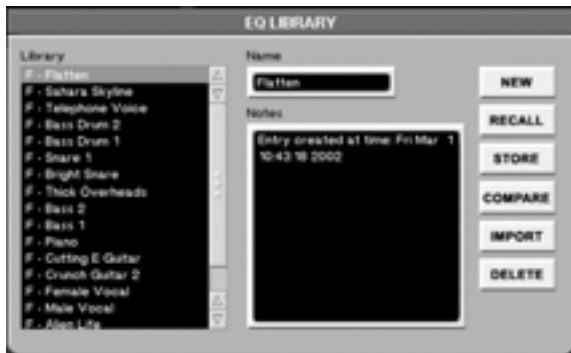 EQ LIBRARY
Library
F - Flatten
F - Sahara Skyline
F - Telephone Voice
F - Bass Drum 2
F - Bass Drum 1
F - Snare 1
F - Bright Snare
F - Thick Overheads
F - Bass 2
F - Bass 1
F - Piano
F - Cutting E Guitar
F - Crunch Guitar 2
F - Female Vocal
F - Male Vocal
F - Alien Life
Name
Flatten
Notes
Entry created at time: Fri Mar 1
10:43:18 2002
NEW
RECALL
STORE
COMPARE
IMPORT
DELETE